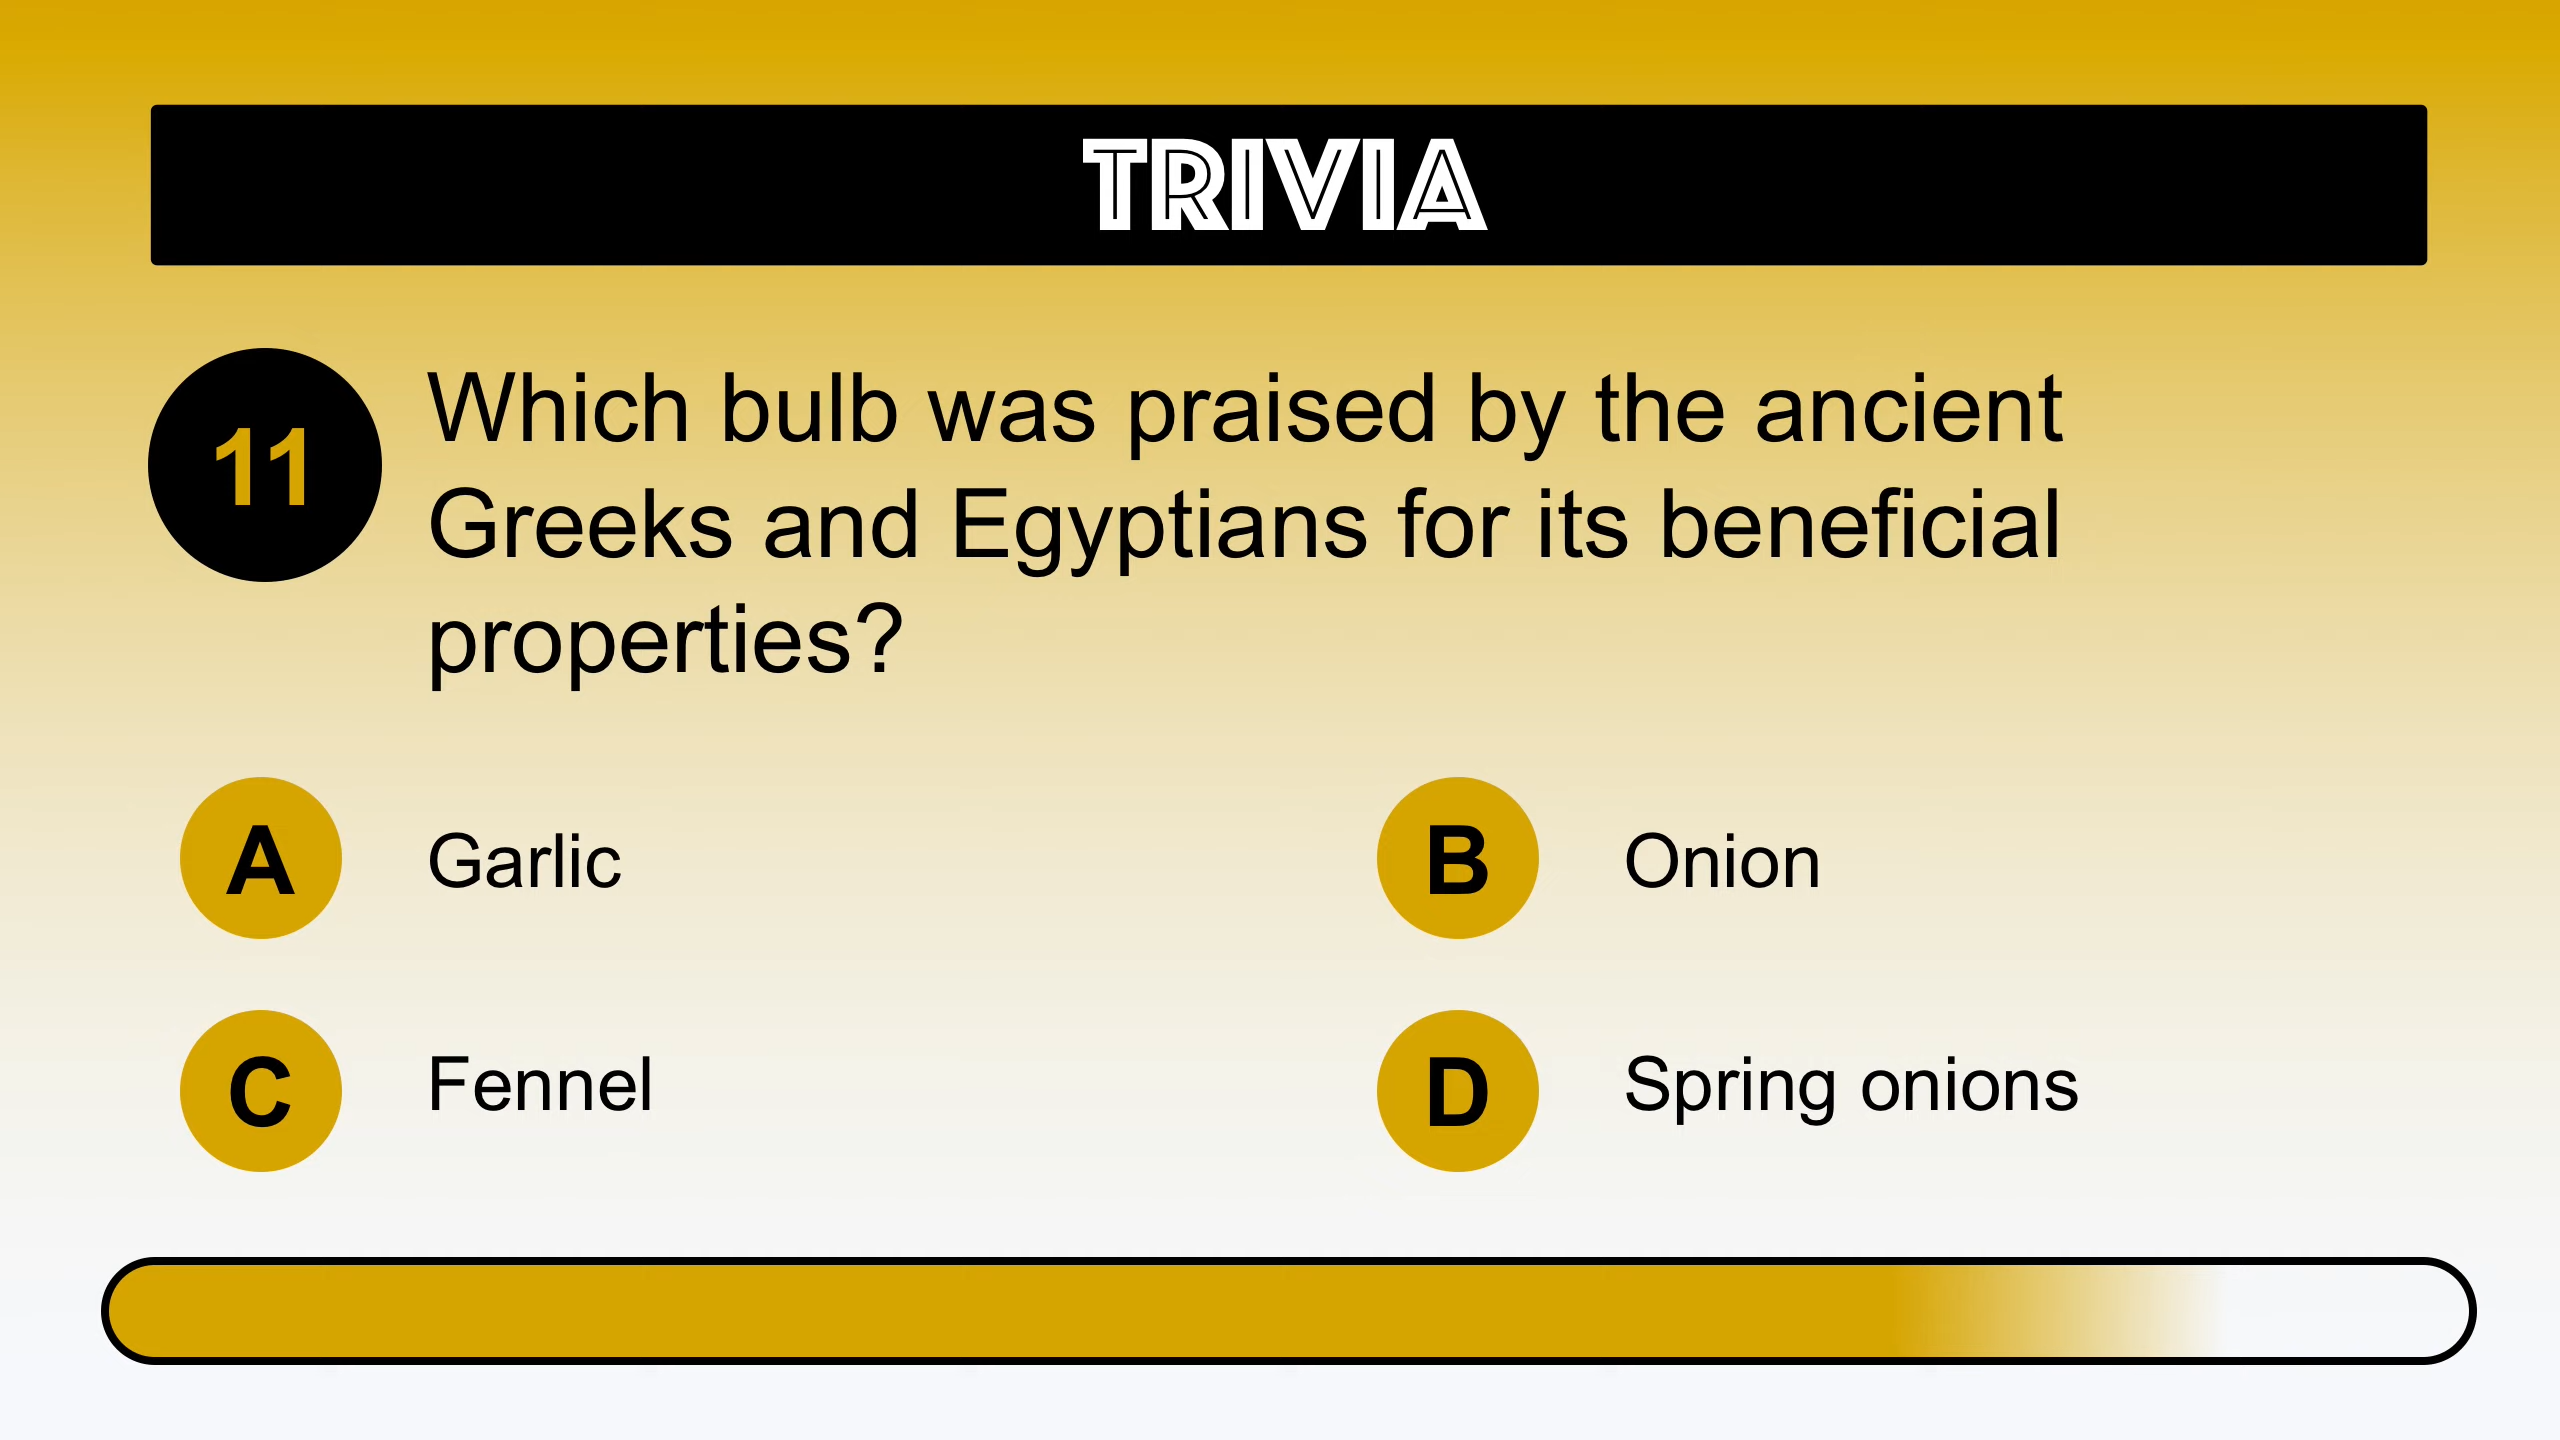 TRIVIA
11
Which bulb was praised by the ancient
Greeks and Egyptians for its beneficial
properties?
A
Garlic
B
Onion
C
Fennel
D
Spring onions